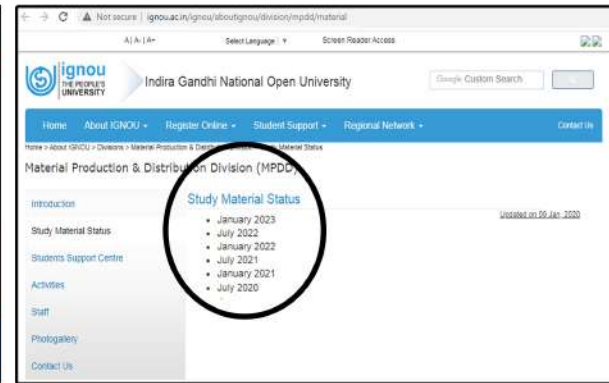 Not secure | ignou.ac.in/ignou/aboutignou/division/mpdd/material
A| A-| A+ Select Language ▼ Screen Reader Access
ignou
THE PEOPLE'S
UNIVERSITY
Indira Gandhi National Open University
Google Custom Search
Home About IGNOU Register Online Student Support Regional Network Contact Us
Home > About IGNOU > Divisions > Material Production & Study Material Status
Material Production & Distribution Division (MPDD)
Introduction
Study Material Status
Students Support Centre
Activities
Staff
Photogallery
Contact Us
Study Material Status
• January 2023
• July 2022
• January 2022
• July 2021
• January 2021
• July 2020
Updated on 09 Jan, 2020